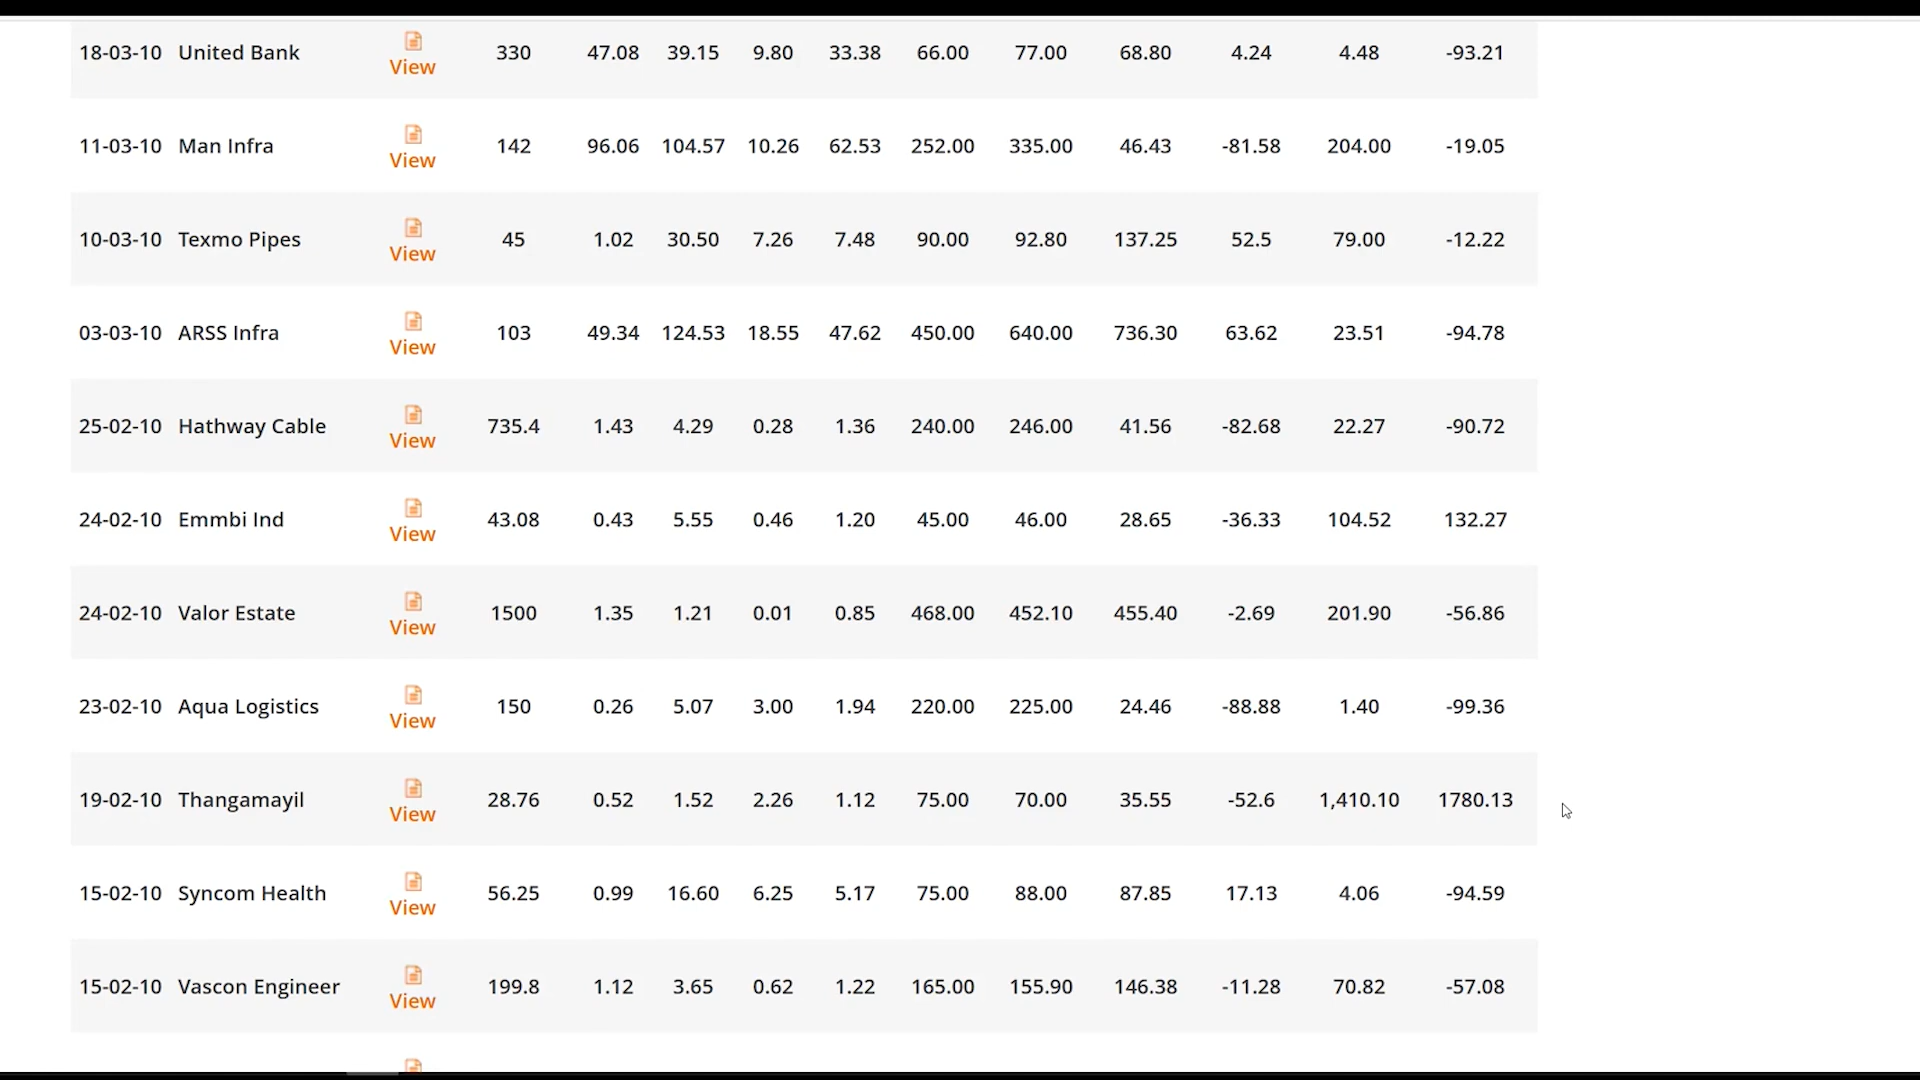 18-03-10 United Bank View 330 47.08 39.15 9.80 33.38 66.00 77.00 68.80 4.24 4.48 -93.21
11-03-10 Man Infra View 142 96.06 104.57 10.26 62.53 252.00 335.00 46.43 -81.58 204.00 -19.05
10-03-10 Texmo Pipes View 45 1.02 30.50 7.26 7.48 90.00 92.80 137.25 52.5 79.00 -12.22
03-03-10 ARSS Infra View 103 49.34 124.53 18.55 47.62 450.00 640.00 736.30 63.62 23.51 -94.78
25-02-10 Hathway Cable View 735.4 1.43 4.29 0.28 1.36 240.00 246.00 41.56 -82.68 22.27 -90.72
24-02-10 Emmbi Ind View 43.08 0.43 5.55 0.46 1.20 45.00 46.00 28.65 -36.33 104.52 132.27
24-02-10 Valor Estate View 1500 1.35 1.21 0.01 0.85 468.00 452.10 455.40 -2.69 201.90 -56.86
23-02-10 Aqua Logistics View 150 0.26 5.07 3.00 1.94 220.00 225.00 24.46 -88.88 1.40 -99.36
19-02-10 Thangamayil View 28.76 0.52 1.52 2.26 1.12 75.00 70.00 35.55 -52.6 1,410.10 1780.13
15-02-10 Syncom Health View 56.25 0.99 16.60 6.25 5.17 75.00 88.00 87.85 17.13 4.06 -94.59
15-02-10 Vascon Engineer View 199.8 1.12 3.65 0.62 1.22 165.00 155.90 146.38 -11.28 70.82 -57.08